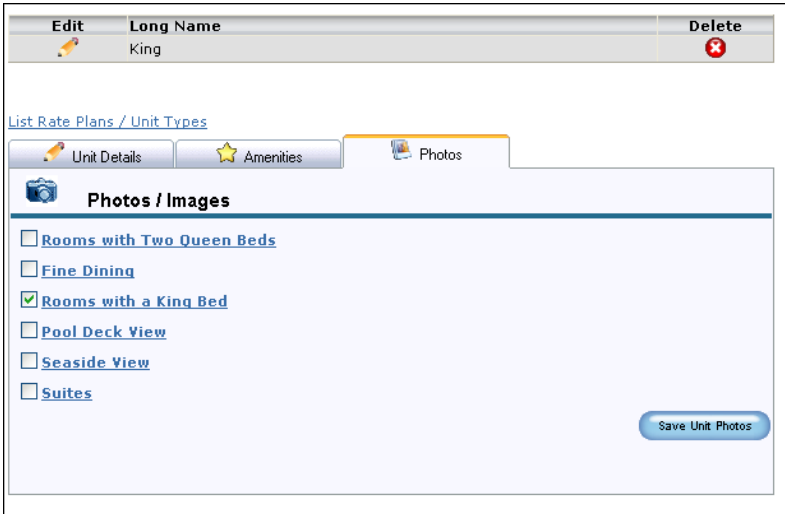 Edit Long Name Delete
King
List Rate Plans / Unit Types
Unit Details Amenities Photos
Photos / Images
Rooms with Two Queen Beds
Fine Dining
Rooms with a King Bed
Pool Deck View
Seaside View
Suites
Save Unit Photos